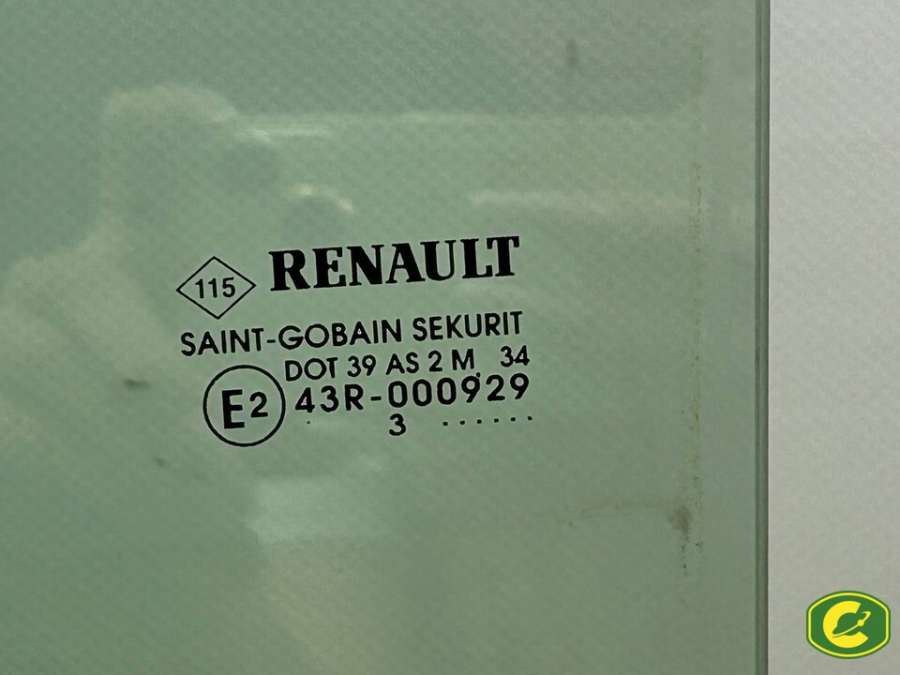 115 RENAULT
SAINT-GOBAIN SEKURIT
DOT 39 AS 2 M. 34
E2 43R-000929
. 3 ......
C